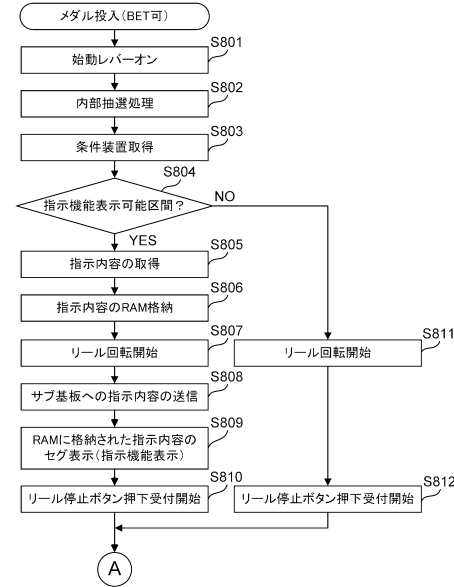 メダル投入(BET可)
S801
始動レバーオン
S802
内部抽選処理
S803
条件装置取得
S804
指示機能表示可能区間?
NO
YES
S805
指示内容の取得
S806
指示内容のRAM格納
S807
リール回転開始
S811
リール回転開始
S808
サブ基板への指示内容の送信
S809
RAMに格納された指示内容の
セグ表示(指示機能表示)
S810
リール停止ボタン押下受付開始
S812
リール停止ボタン押下受付開始
A